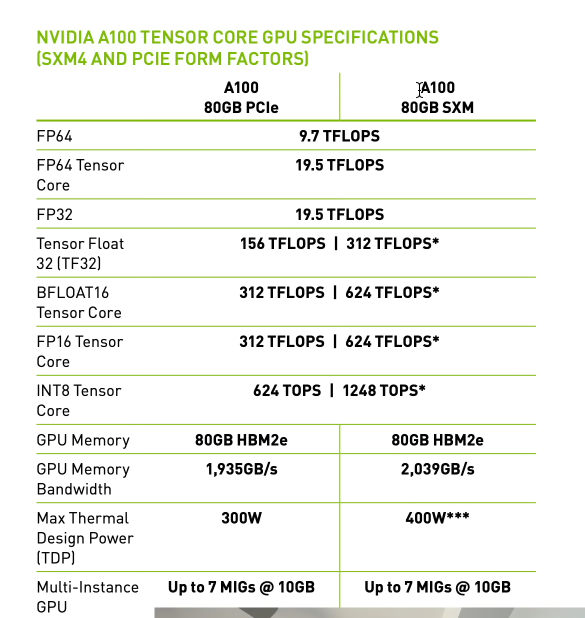 NVIDIA A100 TENSOR CORE GPU SPECIFICATIONS
(SXM4 AND PCIE FORM FACTORS)
A100
80GB PCIe
A100
80GB SXM
FP64
9.7 TFLOPS
FP64 Tensor
Core
19.5 TFLOPS
FP32
19.5 TFLOPS
Tensor Float
32 (TF32)
156 TFLOPS | 312 TFLOPS*
BFLOAT16
Tensor Core
312 TFLOPS | 624 TFLOPS*
FP16 Tensor
Core
312 TFLOPS | 624 TFLOPS*
INT8 Tensor
Core
624 TOPS | 1248 TOPS*
GPU Memory
80GB HBM2e
80GB HBM2e
GPU Memory
Bandwidth
1,935GB/s
2,039GB/s
Max Thermal
Design Power
(TDP)
300W
400W***
Multi-Instance
GPU
Up to 7 MIGs @ 10GB
Up to 7 MIGs @ 10GB